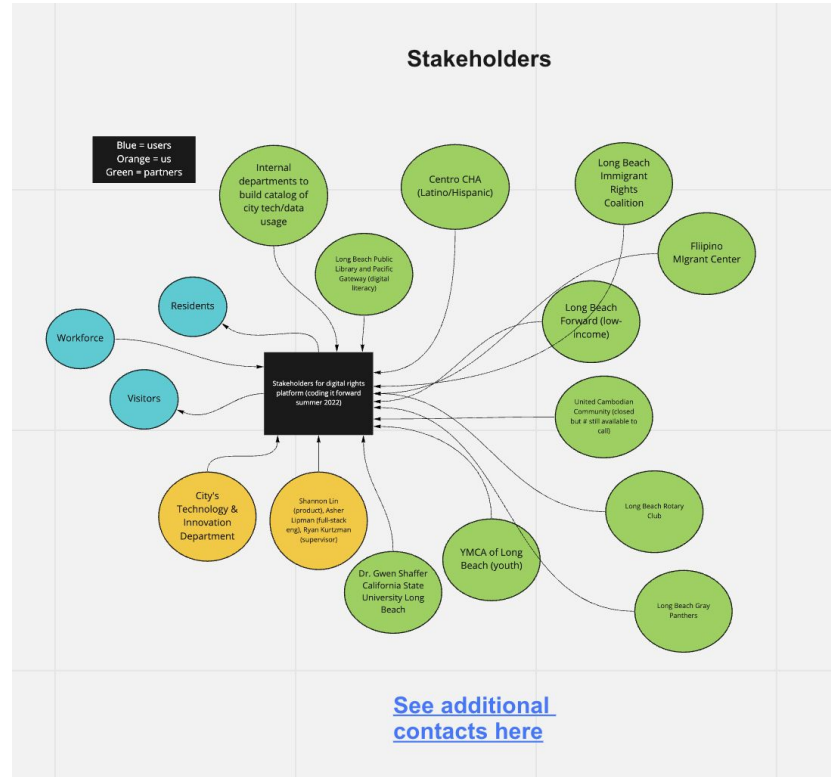 Stakeholders
Blue = users
Orange = us
Green = partners
Internal
departments to
build catalog of
city tech/data
usage
Centro CHA
(Latino/Hispanic)
Long Beach
Immigrant
Rights
Coalition
Fliipino
Migrant Center
Long Beach Public
Library and Pacific
Gateway (digital
literacy)
Residents
Workforce
Visitors
Long Beach
Forward (low-
income)
Stakeholders for digital rights
platform (coding it forward
summer 2022)
United Cambodian
Community (closed
but # still available to
call)
City's
Technology &
Innovation
Department
Shannon Lin
(product), Asher
Lipman (full-stack
eng), Ryan Kurtzman
(supervisor)
Long Beach Rotary
Club
YMCA of Long
Beach (youth)
Dr. Gwen Shaffer
California State
University Long
Beach
Long Beach Gray
Panthers
See additional
contacts here